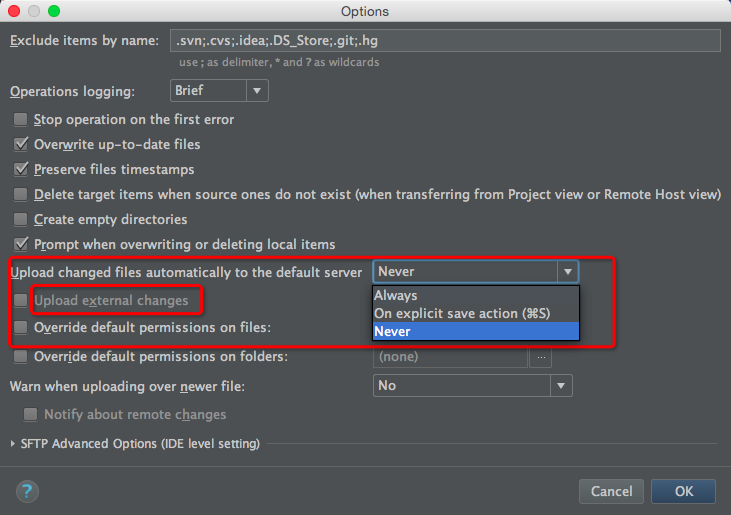 Options
Exclude items by name: .svn;.cvs;.idea;.DS_Store;.git;.hg
use ; as delimiter, * and ? as wildcards
Operations logging: Brief
Stop operation on the first error
Overwrite up-to-date files
Preserve files timestamps
Delete target items when source ones do not exist (when transferring from Project view or Remote Host view)
Create empty directories
Prompt when overwriting or deleting local items
Upload changed files automatically to the default server Never
Always
Upload external changes
On explicit save action (⌘S)
Override default permissions on files:
Never
Override default permissions on folders: (none) ...
Warn when uploading over newer file: No
Notify about remote changes
SFTP Advanced Options (IDE level setting)
? Cancel OK